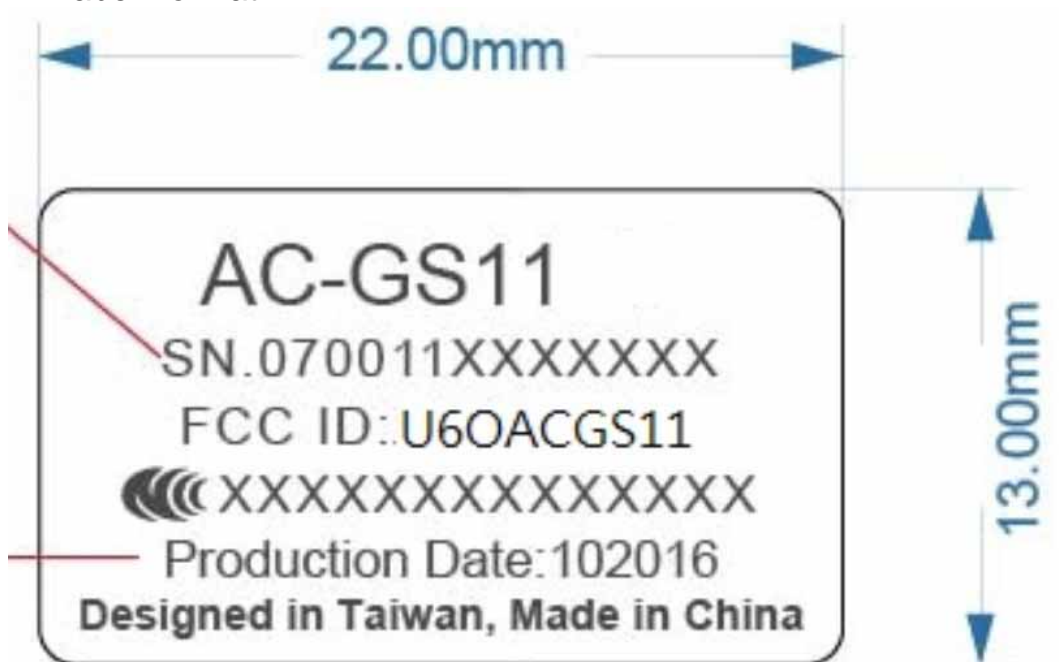 22.00mm
AC-GS11
SN.070011XXXXXXX
FCC ID:U6OACGS11
XXXXXXXXXXXXXXX
Production Date:102016
Designed in Taiwan, Made in China
13.00mm